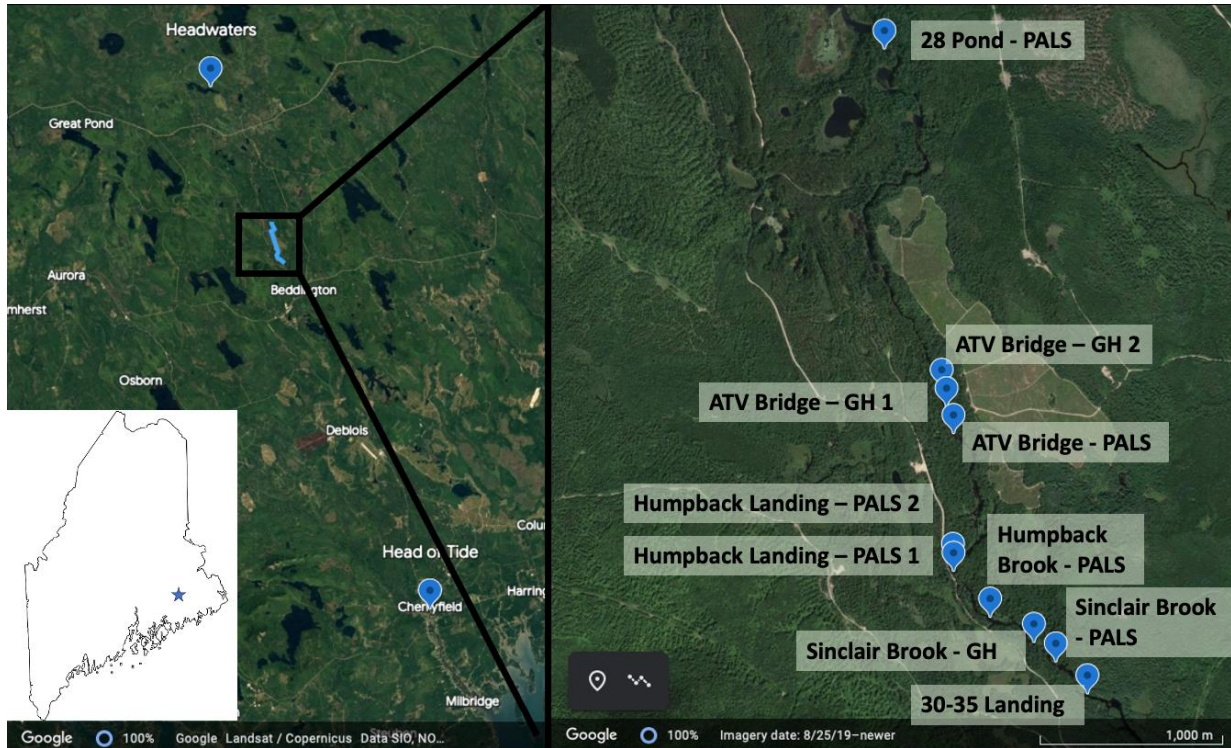 Headwaters
Great Pond
Aurora
mherst
Beddington
Osborn
Deblois
Colu
Head of Tide
Cherryfield
Harring
Milbridge
Steuben
Google 100% Google Landsat / Copernicus Data SIO, NO...
28 Pond - PALS
ATV Bridge – GH 2
ATV Bridge – GH 1
ATV Bridge - PALS
Humpback Landing – PALS 2
Humpback Landing – PALS 1
Humpback
Brook - PALS
Sinclair Brook
- PALS
Sinclair Brook - GH
30-35 Landing
Google 100% Imagery date: 8/25/19–newer 1,000 m